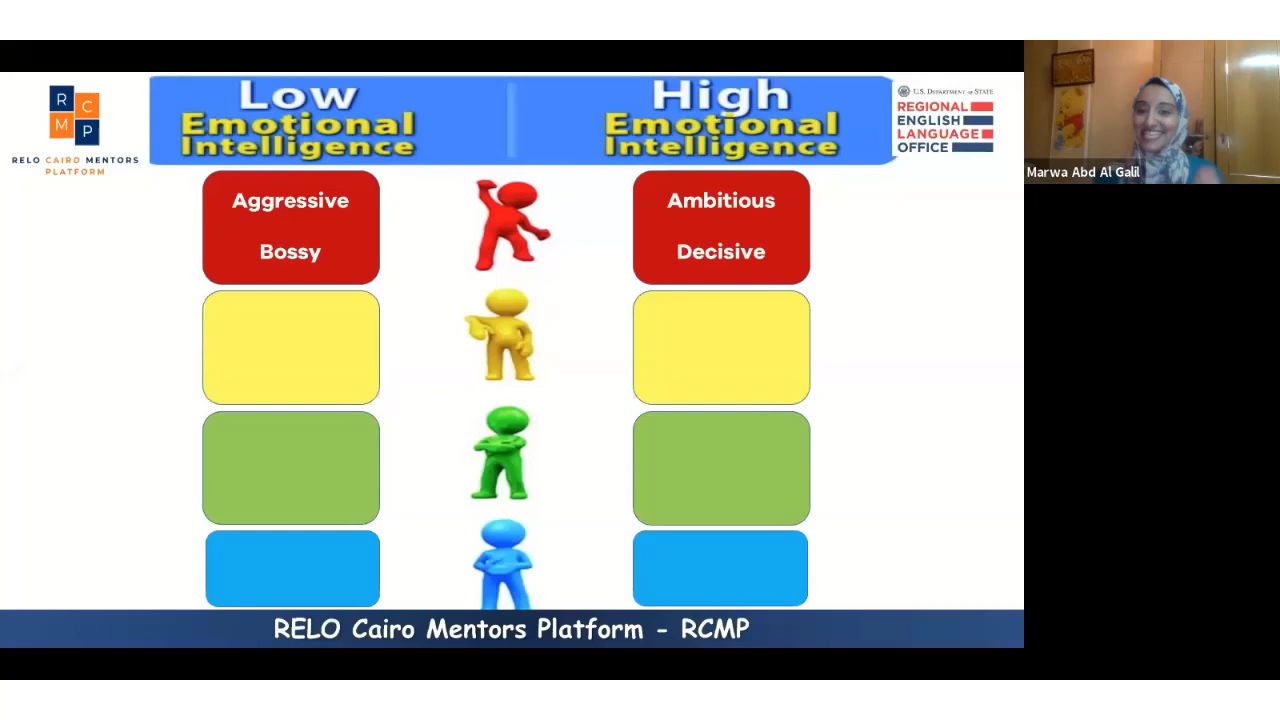 R C
M P
RELO CAIRO MENTORS
PLATFORM
Low
Emotional
Intelligence
High
Emotional
Intelligence
U.S. DEPARTMENT OF STATE
REGIONAL
ENGLISH
LANGUAGE
OFFICE
Marwa Abd Al Galil
Aggressive
Bossy
Ambitious
Decisive
RELO Cairo Mentors Platform - RCMP